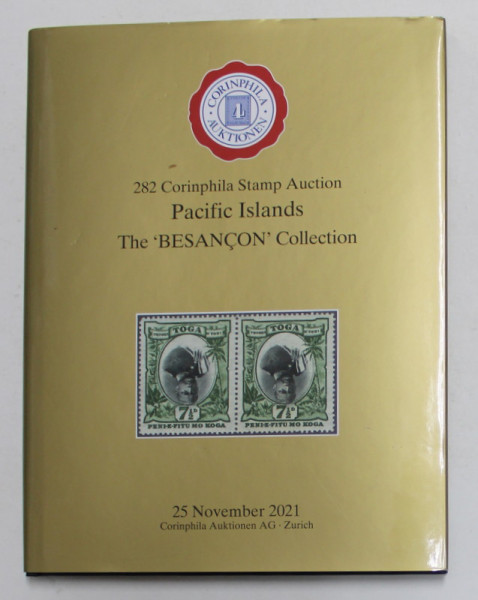 CORINPHILA
AUKTIONEN
282 Corinphila Stamp Auction
Pacific Islands
The 'BESANÇON' Collection
TOGA TOGA
7½D 7½D
PENI·E·FITU MO KOGA PENI·E·FITU MO KOGA
25 November 2021
Corinphila Auktionen AG · Zurich